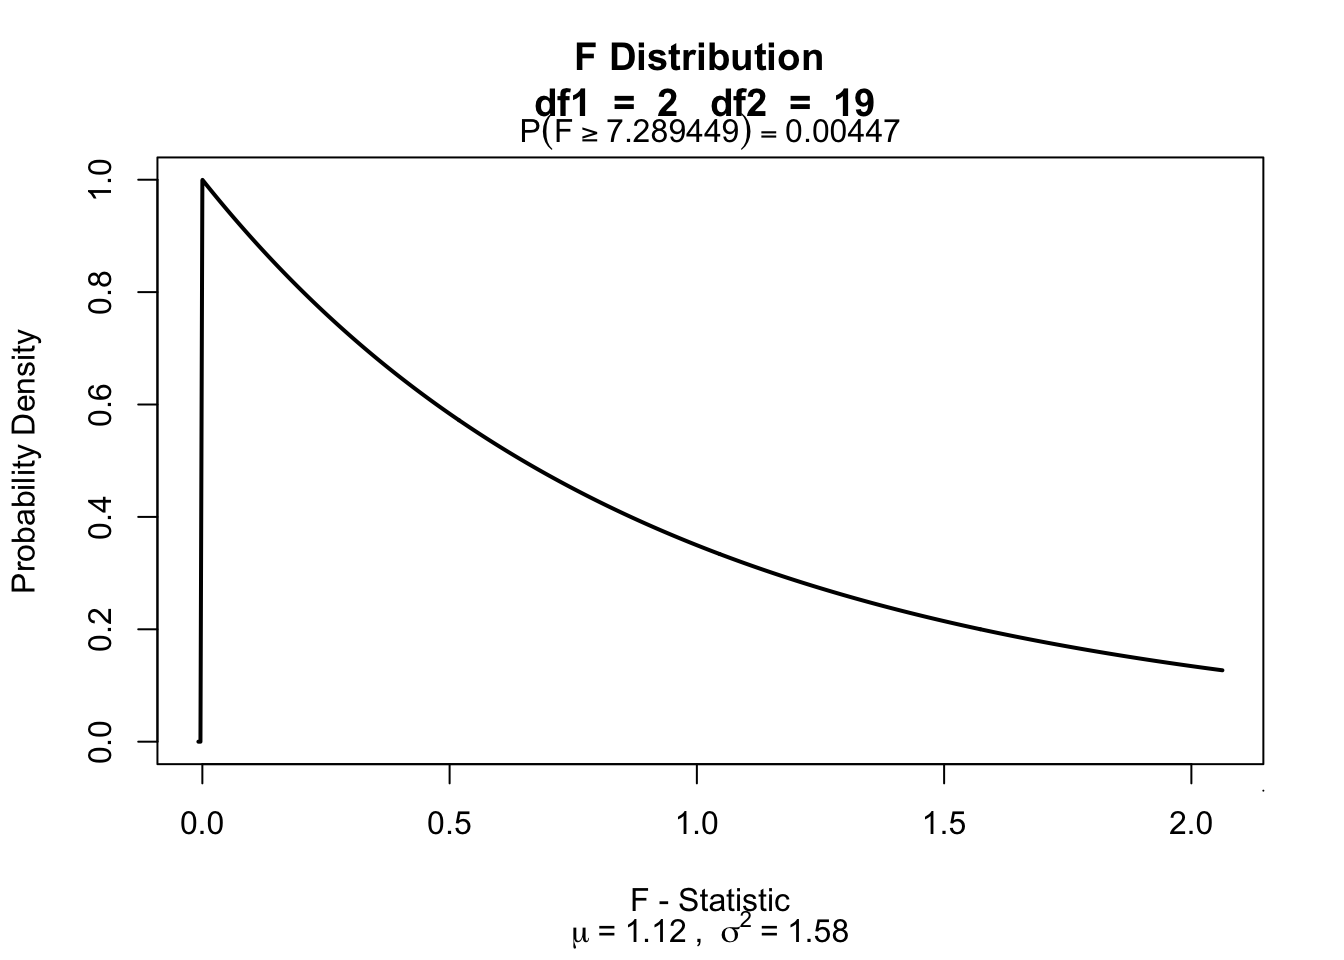 F Distribution
df1 = 2 df2 = 19
P(F ≥ 7.289449) = 0.00447
Probability Density
1.0
0.8
0.6
0.4
0.2
0.0
0.0 0.5 1.0 1.5 2.0
F - Statistic
μ = 1.12 , σ² = 1.58